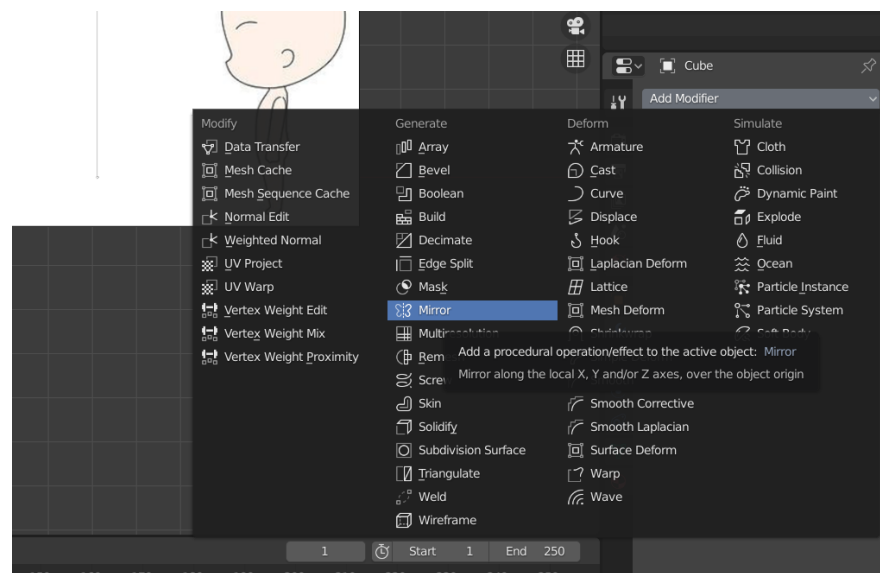 Cube
Add Modifier
Modify
Data Transfer
Mesh Cache
Mesh Sequence Cache
Normal Edit
Weighted Normal
UV Project
UV Warp
Vertex Weight Edit
Vertex Weight Mix
Vertex Weight Proximity
Generate
Array
Bevel
Boolean
Build
Decimate
Edge Split
Mask
Mirror
Multiresolution
Screw
Skin
Solidify
Subdivision Surface
Triangulate
Weld
Wireframe
Deform
Armature
Cast
Curve
Displace
Hook
Laplacian Deform
Lattice
Mesh Deform
Shrinkwrap
Smooth Corrective
Smooth Laplacian
Surface Deform
Warp
Wave
Simulate
Cloth
Collision
Dynamic Paint
Explode
Fluid
Ocean
Particle Instance
Particle System
Soft Body
Add a procedural operation/effect to the active object: Mirror
Mirror along the local X, Y and/or Z axes, over the object origin
1
Start 1
End 250